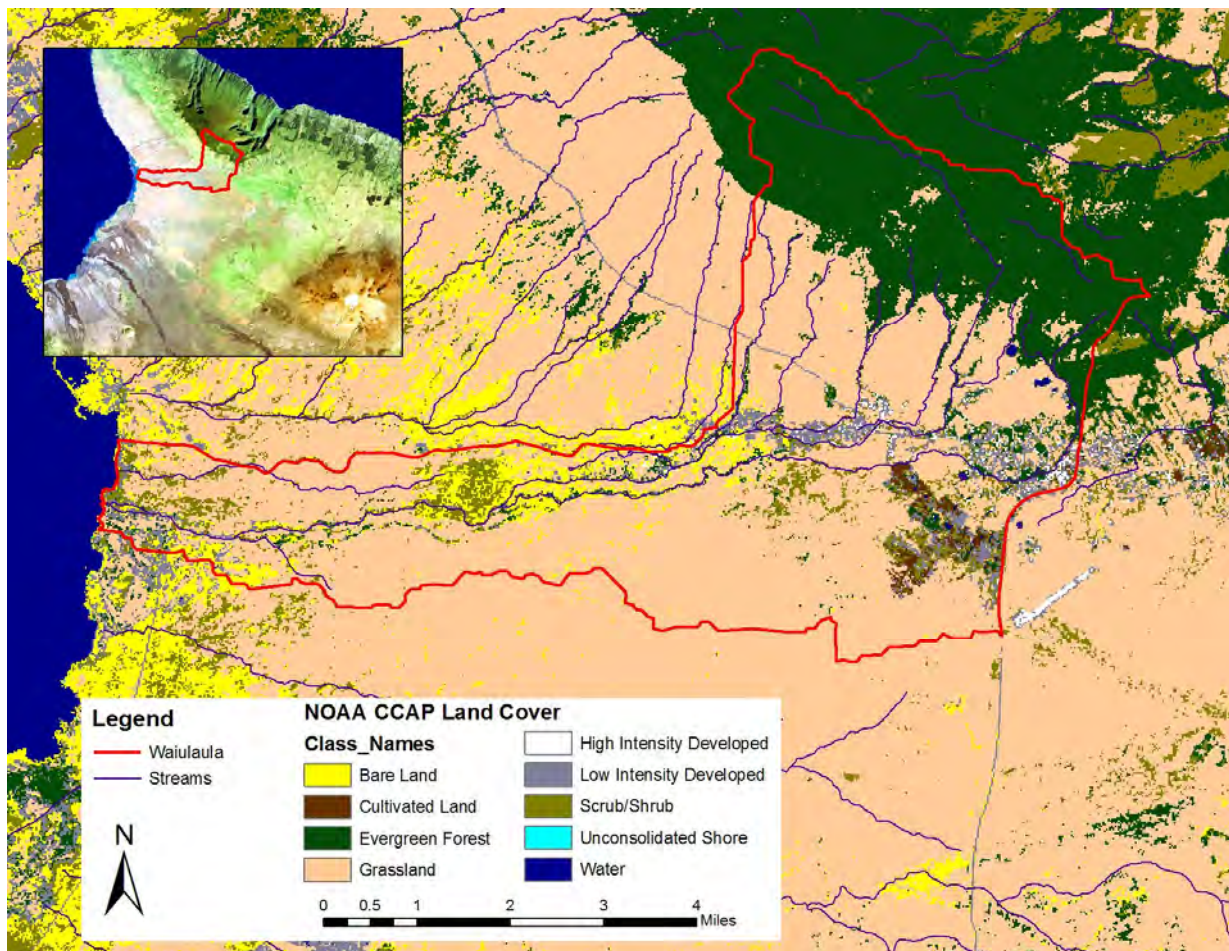 Legend
Waiulaula
Streams
N
NOAA CCAP Land Cover
Class_Names
Bare Land
Cultivated Land
Evergreen Forest
Grassland
High Intensity Developed
Low Intensity Developed
Scrub/Shrub
Unconsolidated Shore
Water
0 0.5 1 2 3 4
Miles